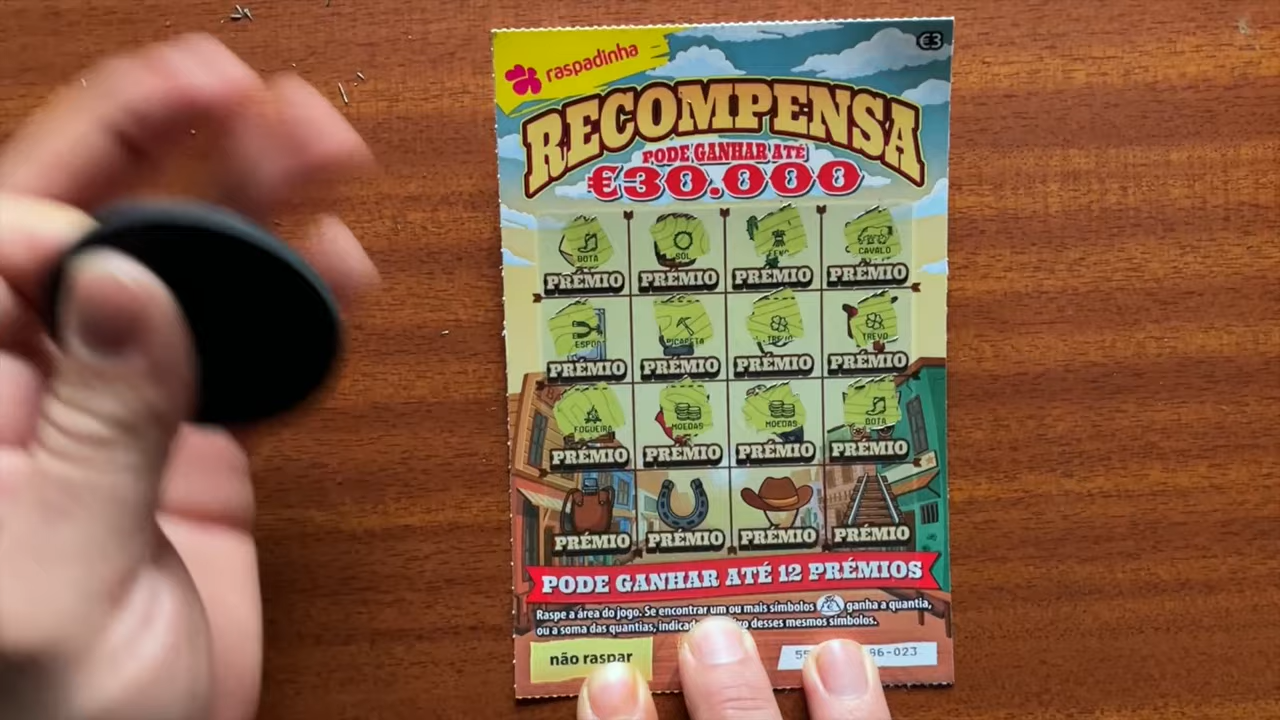 €3
raspadinha
RECOMPENSA
PODE GANHAR ATÉ
€30.000
BOTA SOL CAVALO
PRÉMIO PRÉMIO PRÉMIO PRÉMIO
ESPO PICARETA TREVO TREVO
PRÉMIO PRÉMIO PRÉMIO PRÉMIO
FOGUEIRA MOEDAS MOEDAS BOTA
PRÉMIO PRÉMIO PRÉMIO PRÉMIO
PRÉMIO PRÉMIO PRÉMIO PRÉMIO
PODE GANHAR ATÉ 12 PRÉMIOS
Raspe a área do jogo. Se encontrar um ou mais símbolos ganha a quantia,
ou a soma das quantias, desses mesmos símbolos.
não raspar
86-023